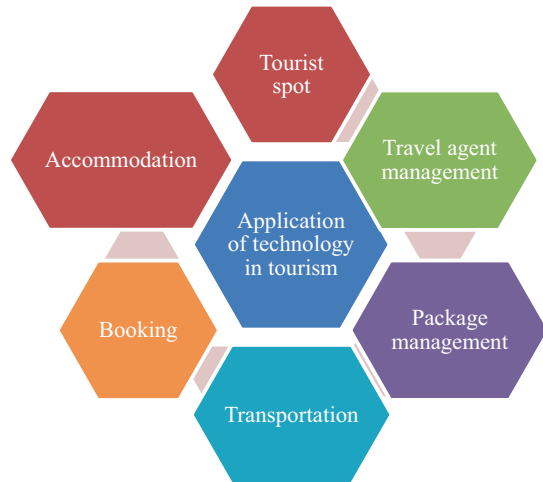 Tourist
spot
Accommodation
Travel agent
management
Application
of technology
in tourism
Booking
Package
management
Transportation